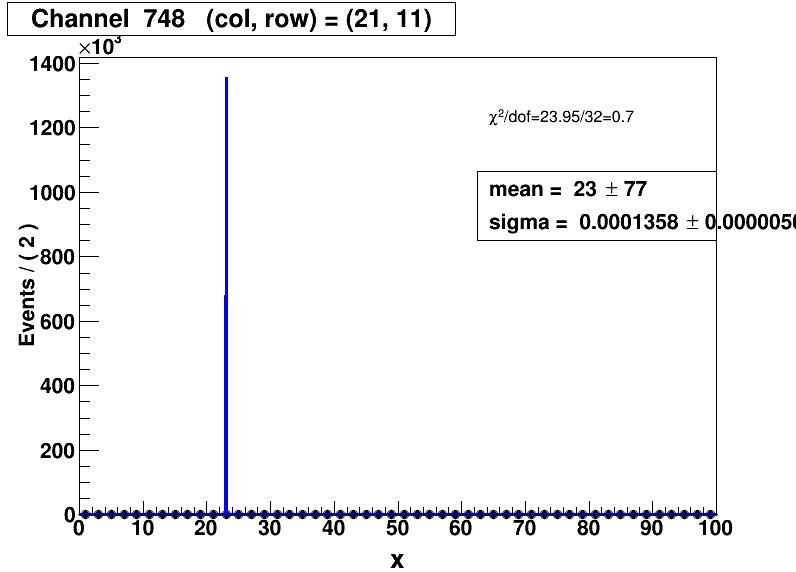 Channel 748 (col, row) = (21, 11)
×10³
1400
1200
1000
800
600
400
200
0
Events / ( 2 )
χ²/dof=23.95/32=0.7
mean = 23 ± 77
sigma = 0.0001358 ± 0.0000050
0 10 20 30 40 50 60 70 80 90 100
x